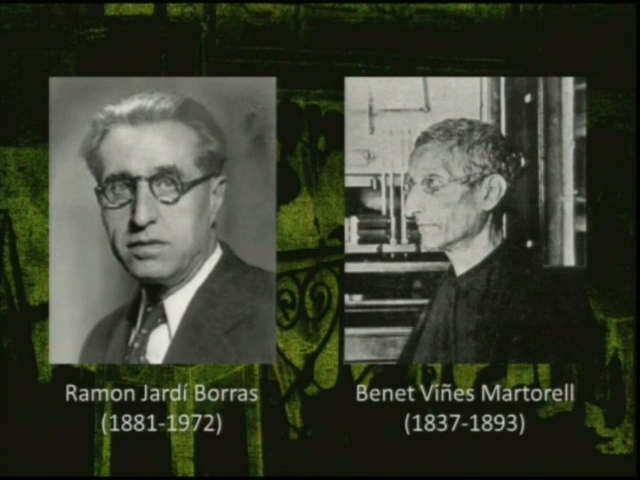 Ramon Jardí Borras
(1881-1972)
Benet Viñes Martorell
(1837-1893)